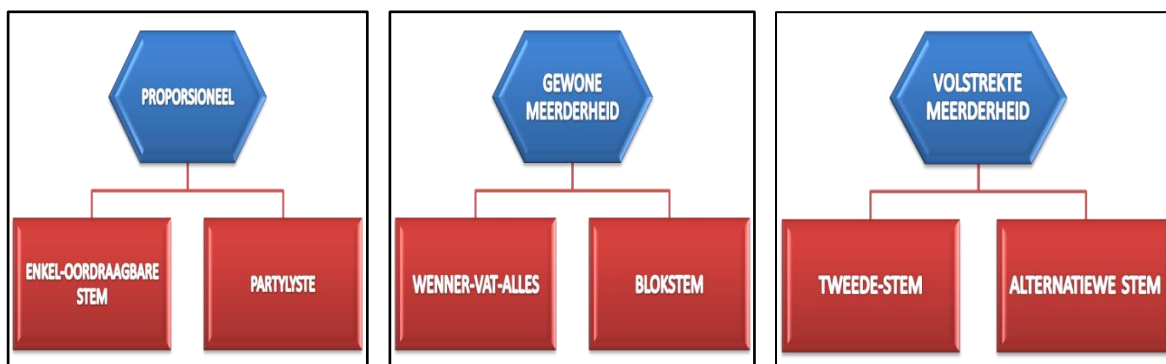 PROPORSIONEEL
ENKEL-OORDRAAGBARE
STEM
PARTYLYSTE
GEWONE
MEERDERHEID
WENNER-VAT-ALLES
BLOKSTEM
VOLSTREKTE
MEERDERHEID
TWEEDE-STEM
ALTERNATIEWE STEM